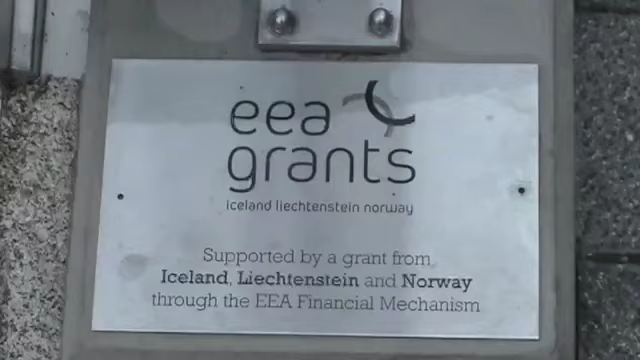 eea
grants
iceland liechtenstein norway
Supported by a grant from
Iceland, Liechtenstein and Norway
through the EEA Financial Mechanism